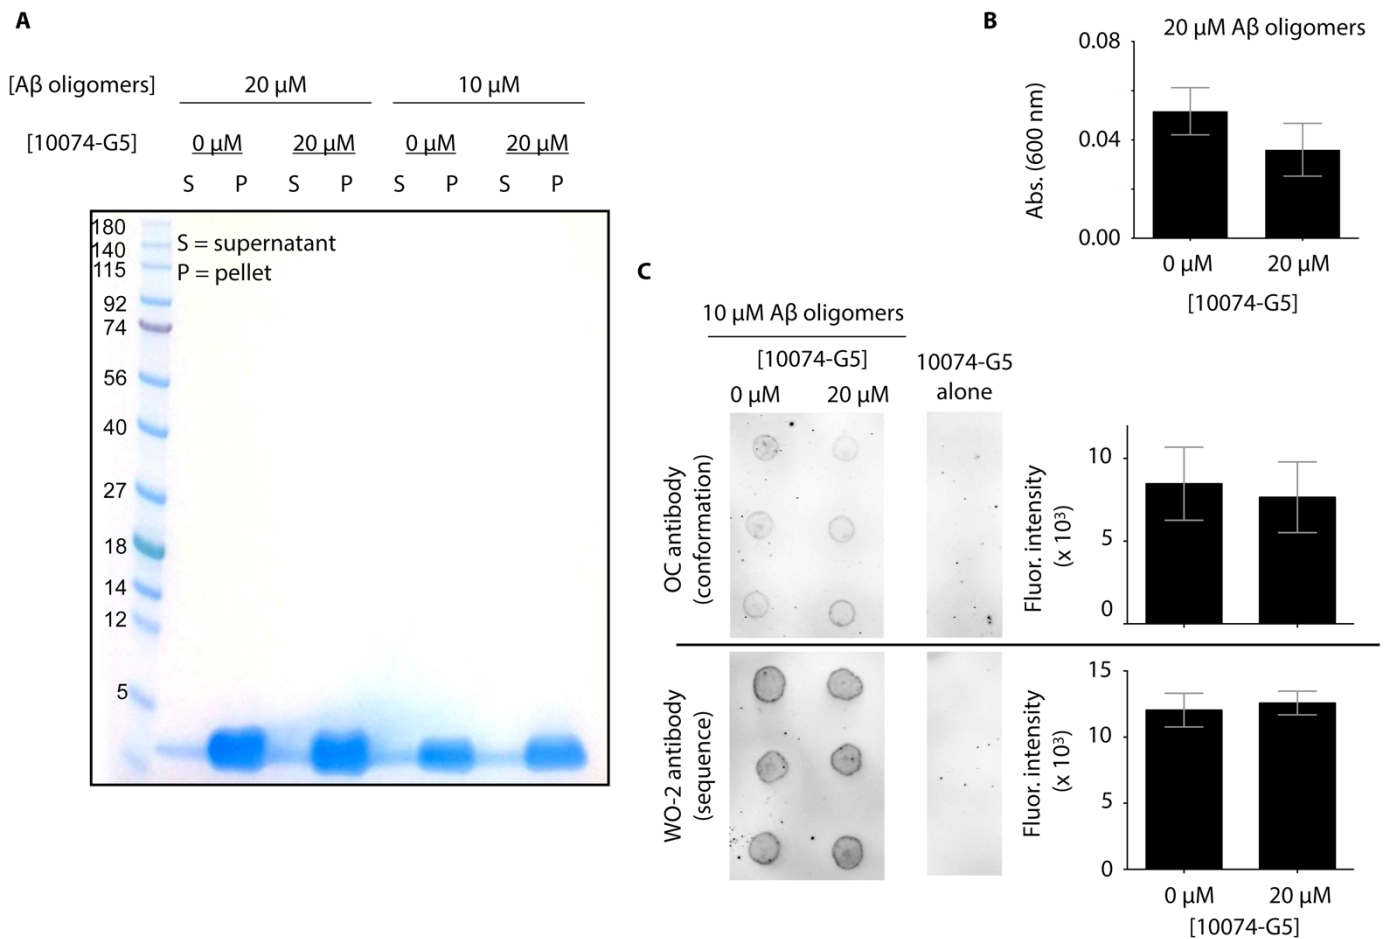 A
[Aβ oligomers] 20 µM 10 µM
[10074-G5] 0 µM 20 µM 0 µM 20 µM
S P S P S P S P
180
140
115
92
74
56
40
27
18
14
12
5
S = supernatant
P = pellet
B
20 µM Aβ oligomers
Abs. (600 nm)
0.08
0.04
0.00
0 µM 20 µM
[10074-G5]
C
10 µM Aβ oligomers
[10074-G5]
0 µM 20 µM
10074-G5
alone
OC antibody
(conformation)
Fluor. intensity
(x 10³)
10
5
0
WO-2 antibody
(sequence)
Fluor. intensity
(x 10³)
15
10
5
0
0 µM 20 µM
[10074-G5]